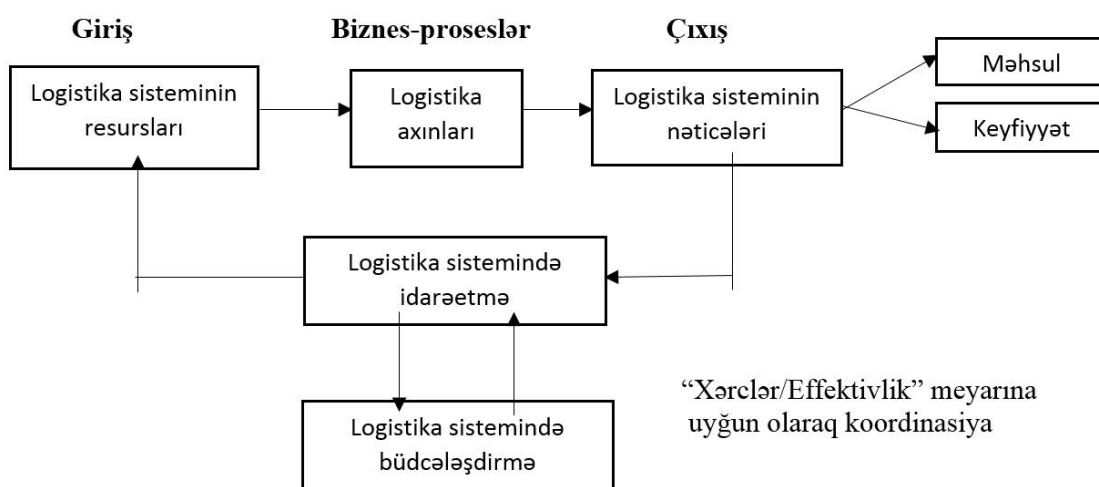 Giriş
Biznes-proseslər
Çıxış
Logistika sisteminin
resursları
Logistika
axınları
Logistika sisteminin
nəticələri
Məhsul
Keyfiyyət
Logistika sistemində
idarəetmə
Logistika sistemində
büdcələşdirmə
“Xərclər/Effektivlik” meyarına
uyğun olaraq koordinasiya